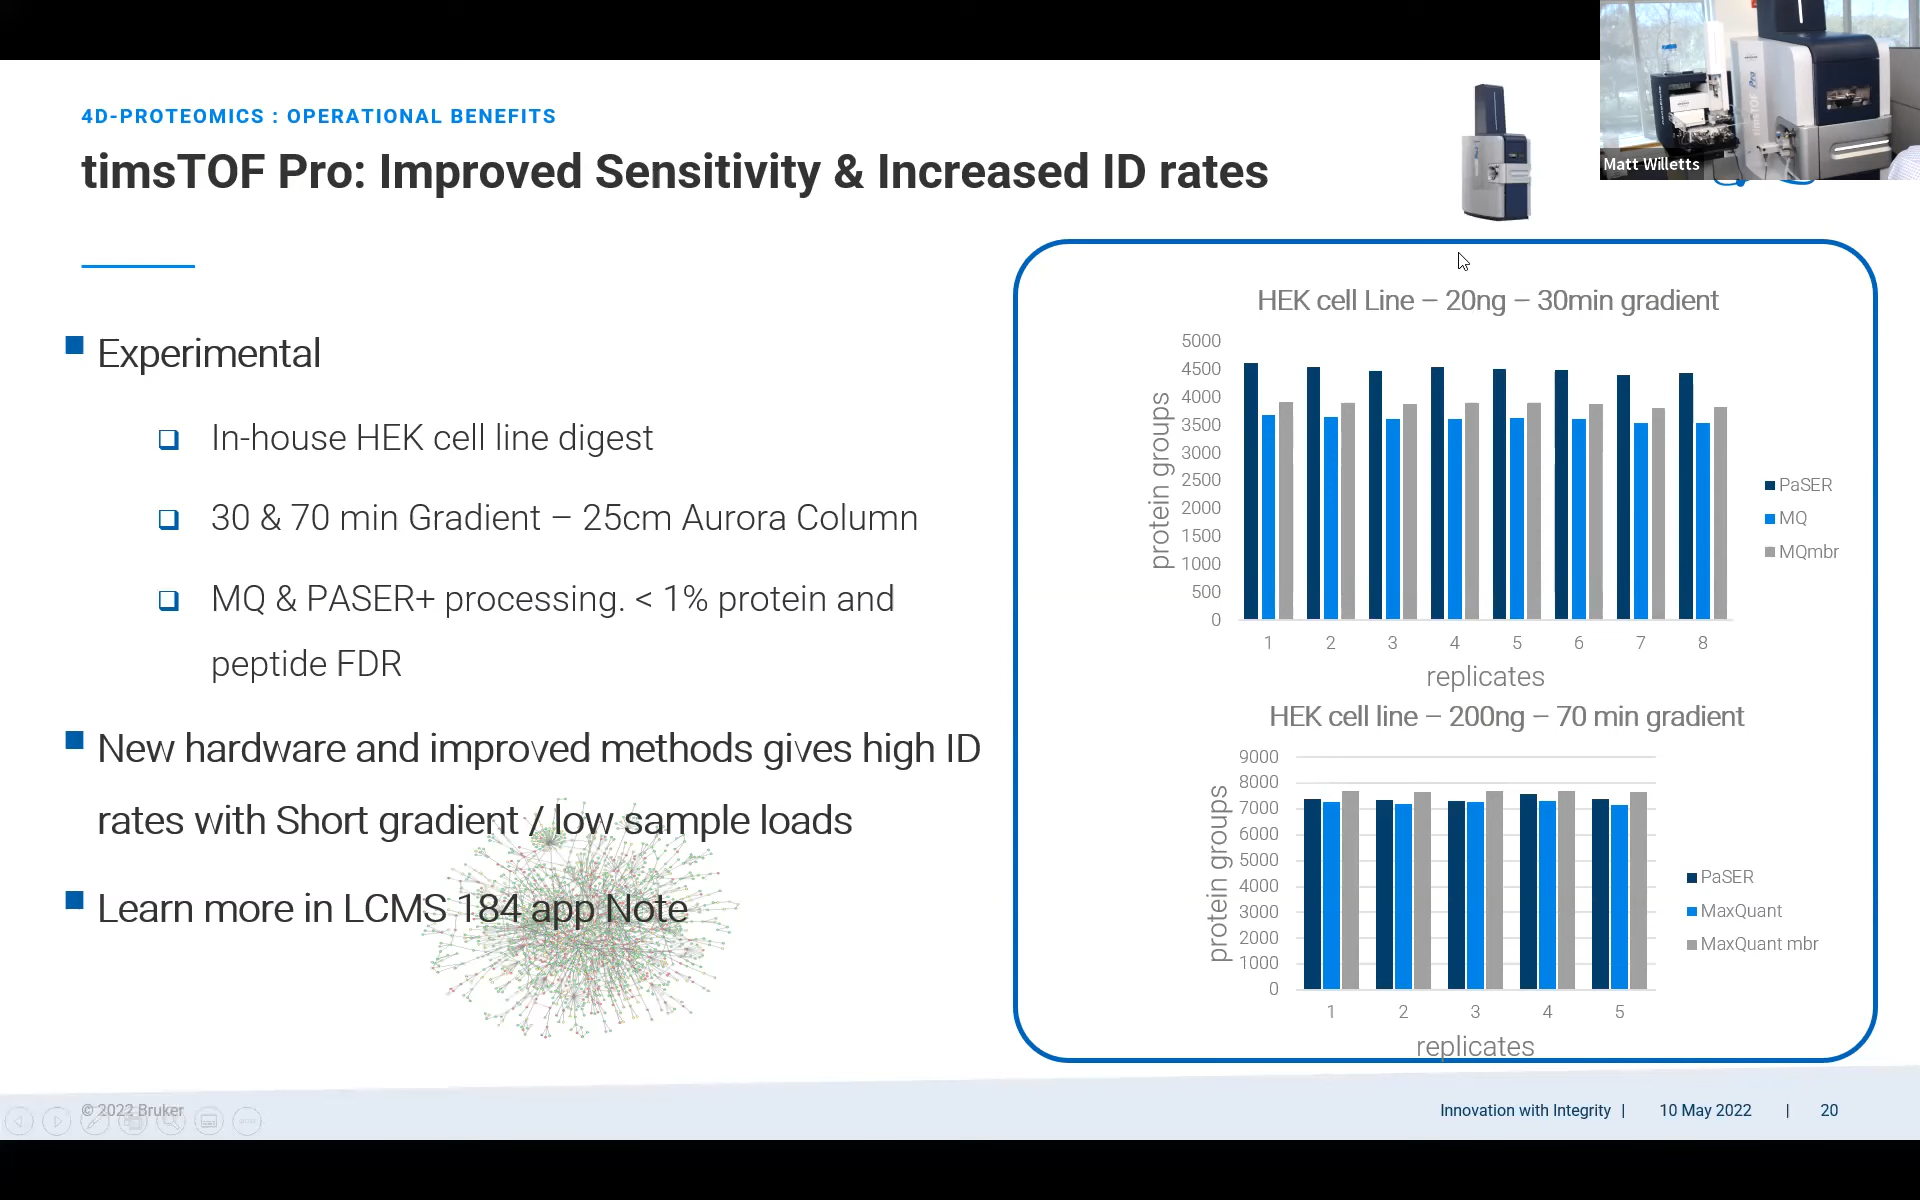 4D-PROTEOMICS : OPERATIONAL BENEFITS
timsTOF Pro: Improved Sensitivity & Increased ID rates
Matt Willetts
Experimental
In-house HEK cell line digest
30 & 70 min Gradient – 25cm Aurora Column
MQ & PASER+ processing. < 1% protein and
peptide FDR
New hardware and improved methods gives high ID
rates with Short gradient / low sample loads
Learn more in LCMS 184 app Note
HEK cell Line – 20ng – 30min gradient
protein groups
5000
4500
4000
3500
3000
2500
2000
1500
1000
500
0
1 2 3 4 5 6 7 8
replicates
PaSER
MQ
MQmbr
HEK cell line – 200ng – 70 min gradient
protein groups
9000
8000
7000
6000
5000
4000
3000
2000
1000
0
1 2 3 4 5
replicates
PaSER
MaxQuant
MaxQuant mbr
© 2022 Bruker
Innovation with Integrity | 10 May 2022 | 20